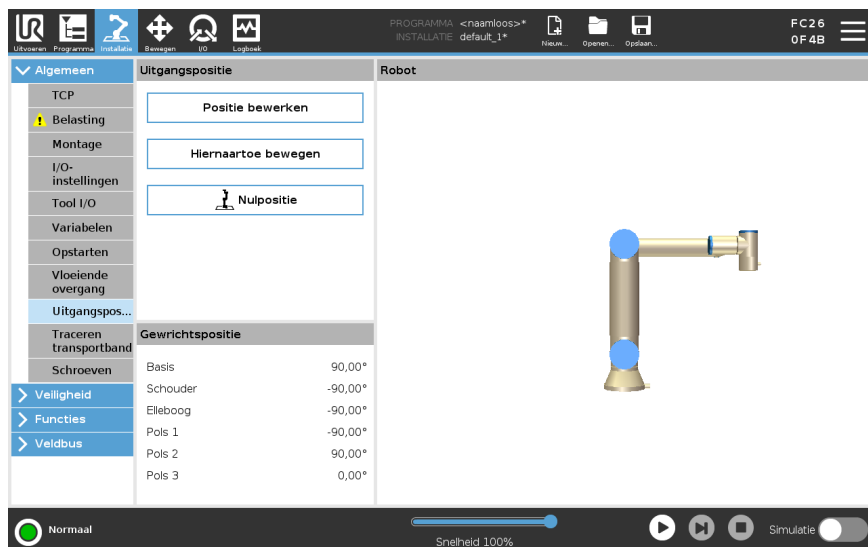 PROGRAMMA <naamloos>*
INSTALLATIE default_1*
FC26
0F4B
Uitvoeren Programma Installatie Bewegen I/O Logboek
Nieuw... Openen... Opslaan...
Algemeen
TCP
Belasting
Montage
I/O-
instellingen
Tool I/O
Variabelen
Opstarten
Vloeiende
overgang
Uitgangspos...
Traceren
transportband
Schroeven
Veiligheid
Functies
Veldbus
Uitgangspositie
Positie bewerken
Hiernaartoe bewegen
Nulpositie
Gewrichtspositie
Basis 90,00°
Schouder -90,00°
Elleboog -90,00°
Pols 1 -90,00°
Pols 2 90,00°
Pols 3 0,00°
Robot
Normaal
Snelheid 100%
Simulatie